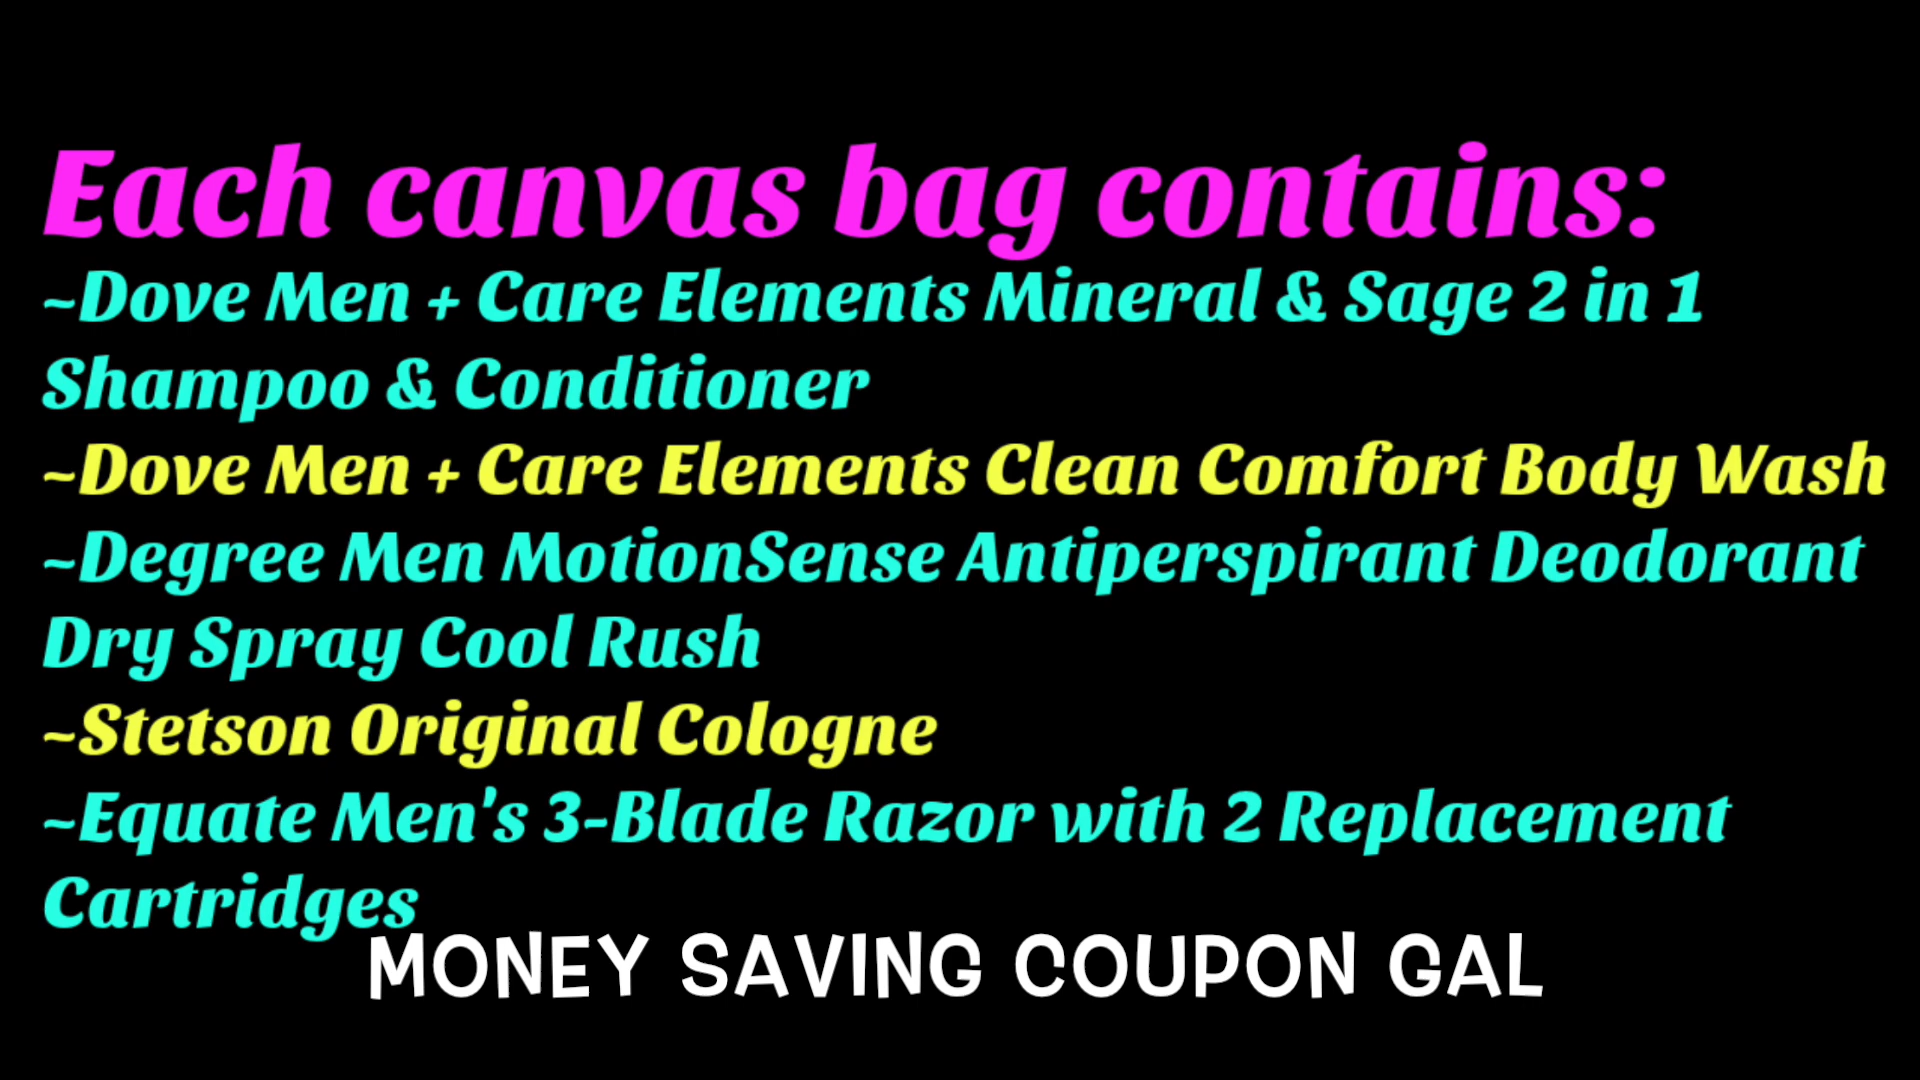 Each canvas bag contains:
~Dove Men + Care Elements Mineral & Sage 2 in 1
Shampoo & Conditioner
~Dove Men + Care Elements Clean Comfort Body Wash
~Degree Men MotionSense Antiperspirant Deodorant
Dry Spray Cool Rush
~Stetson Original Cologne
~Equate Men's 3-Blade Razor with 2 Replacement
Cartridges
MONEY SAVING COUPON GAL